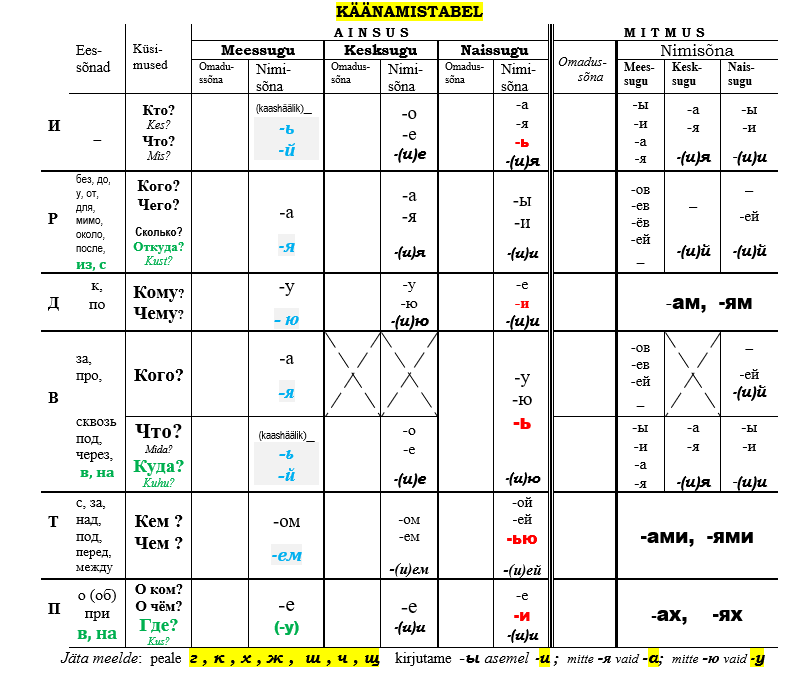 KÄÄNAMISTABEL
AINSUS MITMUS
Ees-sõnad Küsi-mused Meessugu Kesksugu Naissugu Omadus-sõna Nimisõna
Omadus-sõna Nimi-sõna Omadus-sõna Nimi-sõna Omadus-sõna Nimi-sõna Mees-sugu Kesk-sugu Nais-sugu
И
–
Кто?
Kes?
Что?
Mis?
(kaashäälik)_
-ь
-й
-о
-е
-(и)е
-а
-я
-ь
-(и)я
-ы
-и
-а
-я
-а
-я
-(и)я
-ы
-и
-(и)и
Р
без, до,
у, от,
для,
мимо,
около,
после,
из, с
Кого?
Чего?
Сколько?
Откуда?
Kust?
-а
-я
-а
-я
-(и)я
-ы
-и
-(и)и
-ов
-ев
-ёв
-ей
–
–
-(и)й
–
-ей
-(и)й
Д
к,
по
Кому?
Чему?
-у
- ю
-у
-ю
-(и)ю
-е
-и
-(и)и
-ам, -ям
В
за,
про,
сквозь
под,
через,
в, на
Кого?
-а
-я
-у
-ю
-ь
-(и)ю
-ов
-ев
-ей
–
–
-ей
-(и)й
Что?
Mida?
Куда?
Kuhu?
(kaashäälik)_
-ь
-й
-о
-е
-(и)е
-ы
-и
-а
-я
-а
-я
-(и)я
-ы
-и
-(и)и
Т
с, за,
над,
под,
перед,
между
Кем ?
Чем ?
-ом
-ем
-ом
-ем
-(и)ем
-ой
-ей
-ью
-(и)ей
-ами, -ями
П
о (об)
при
в, на
О ком?
О чём?
Где?
Kus?
-е
(-у)
-е
-(и)и
-е
-и
-(и)и
-ах, -ях
Jäta meelde: peale г , к , х , ж , ш , ч , щ kirjutame -ы asemel -и ; mitte -я vaid -а ; mitte -ю vaid -у